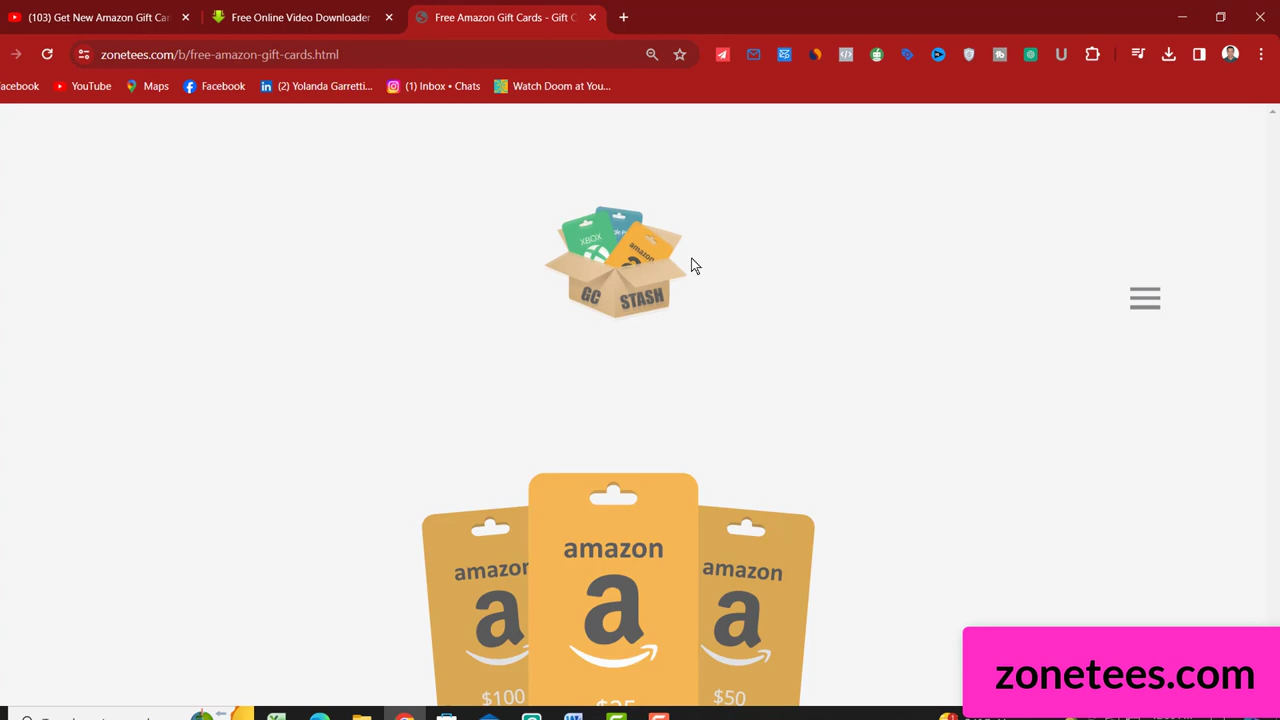 (103) Get New Amazon Gift Car
Free Online Video Downloader
Free Amazon Gift Cards - Gift C
zonetees.com/b/free-amazon-gift-cards.html
acebook
YouTube
Maps
Facebook
(2) Yolanda Garretti...
(1) Inbox • Chats
Watch Doom at You...
XBOX
amazon
GC STASH
amazon
amazon
amazon
a
a
a
$100
$25
$50
zonetees.com